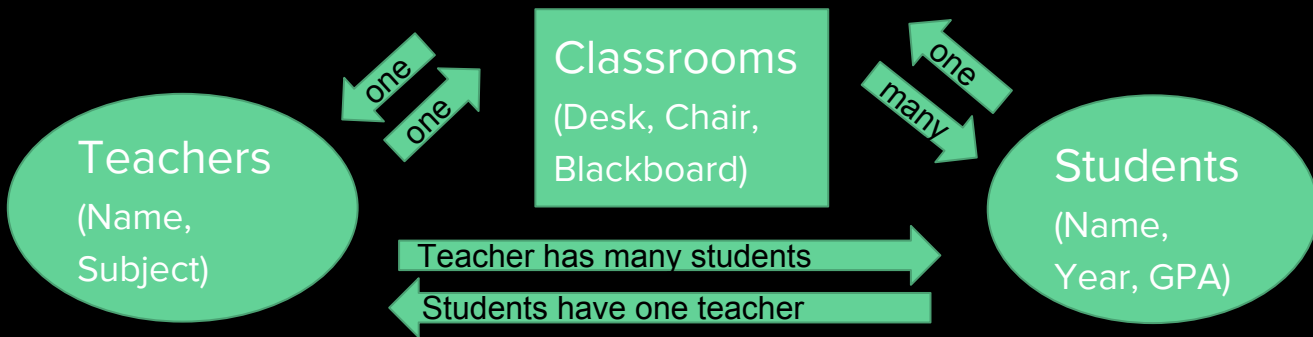 one
one
Classrooms
(Desk, Chair,
Blackboard)
one
many
Teachers
(Name,
Subject)
Students
(Name,
Year, GPA)
Teacher has many students
Students have one teacher